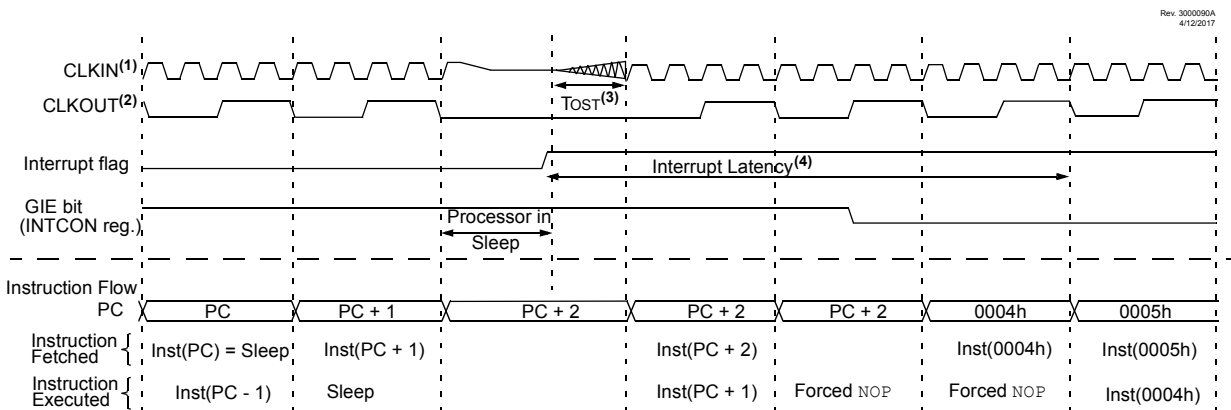 Rev. 3000090A
4/12/2017
CLKIN(1)
CLKOUT(2)
TOST(3)
Interrupt flag
Interrupt Latency(4)
GIE bit
(INTCON reg.)
Processor in
Sleep
Instruction Flow
PC PC PC + 1 PC + 2 PC + 2 PC + 2 0004h 0005h
Instruction
Fetched { Inst(PC) = Sleep Inst(PC + 1) Inst(PC + 2) Inst(0004h) Inst(0005h)
Instruction
Executed { Inst(PC - 1) Sleep Inst(PC + 1) Forced NOP Forced NOP Inst(0004h)